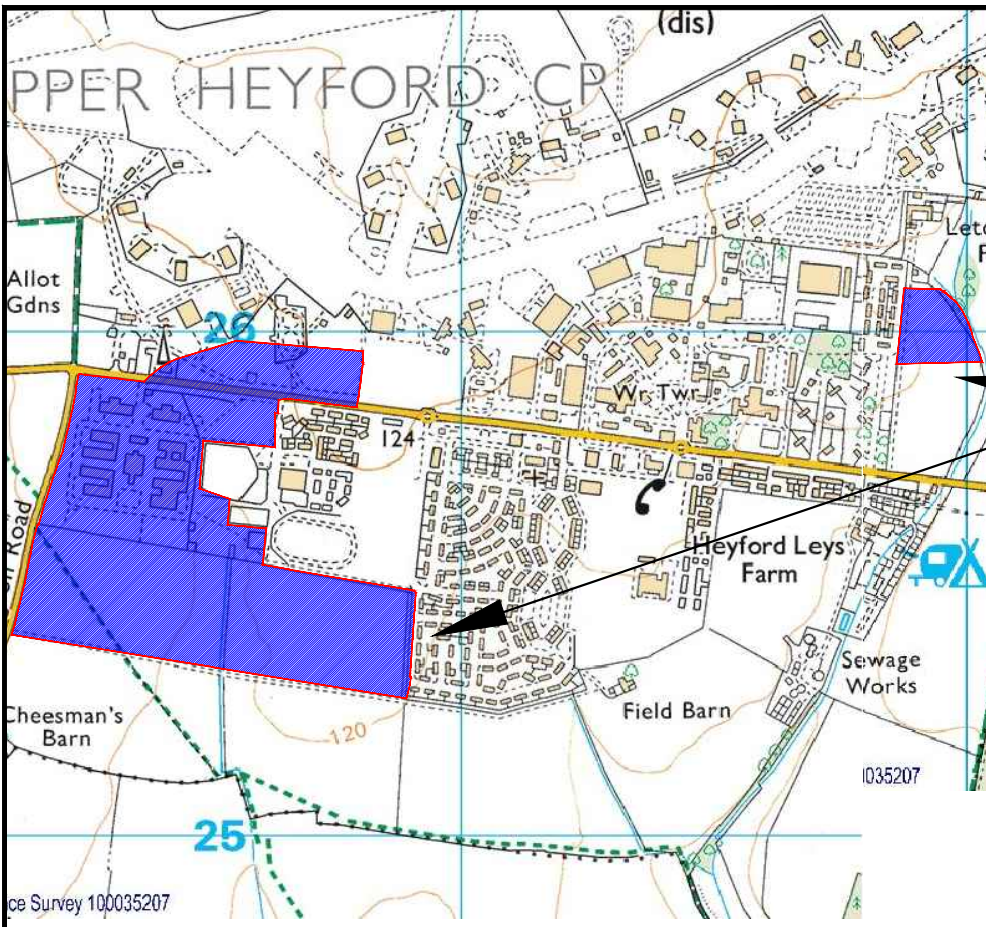 (dis)
PPER HEYFORD CP
Allot
Gdns
26
Wr Twr
124
Heyford Leys
Farm
Road
Sewage
Works
Cheesman's
Barn
Field Barn
120
0035207
25
ce Survey 100035207